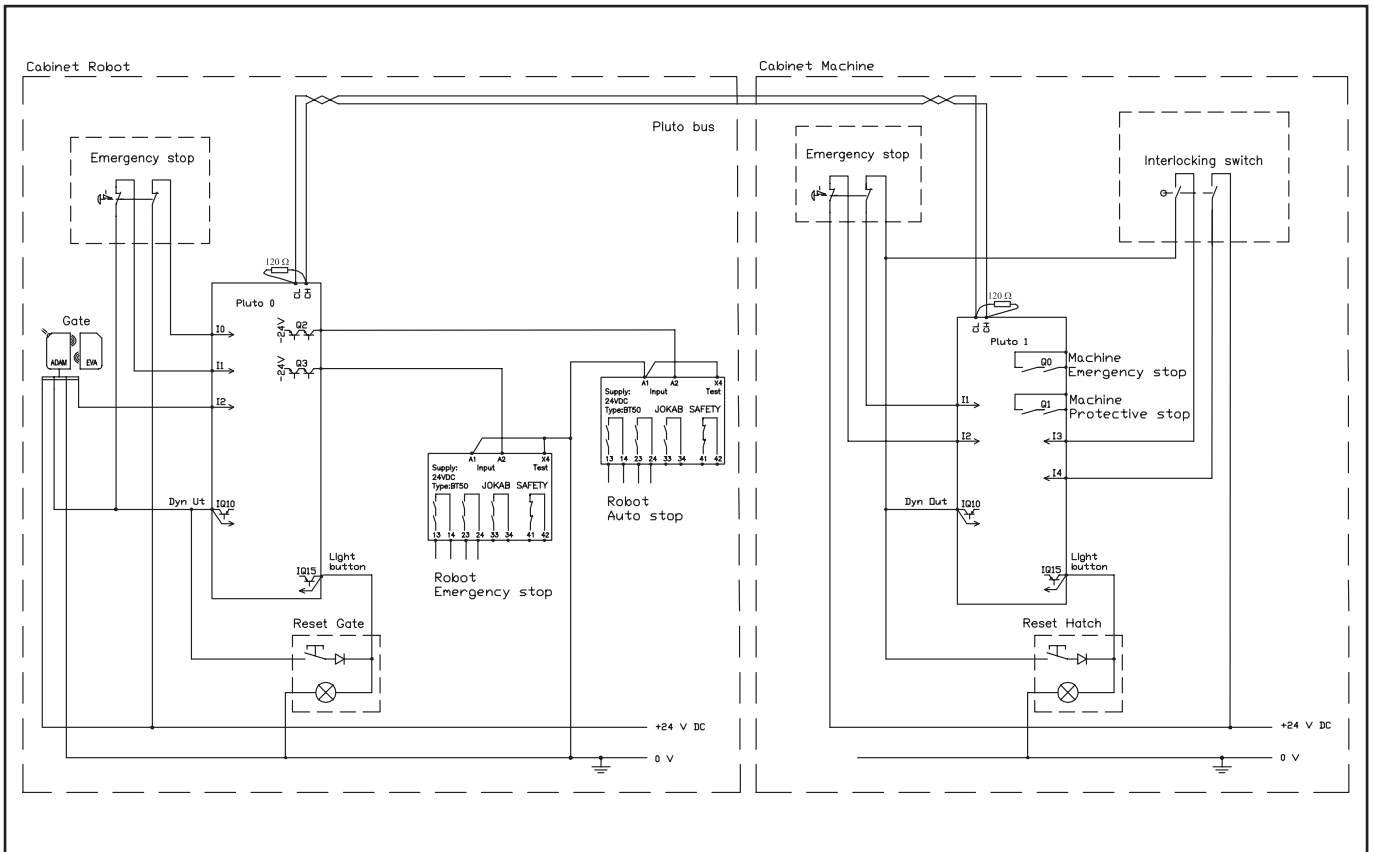 Cabinet Robot
Cabinet Machine
Pluto bus
Emergency stop
Emergency stop
Interlocking switch
120 Ω
CL
CH
Pluto 0
I0
I1
I2
-24V
Q2
-24V
Q3
Gate
ADAM
EVA
Dyn Ut
IQ10
IQ15
Light
button
Reset Gate
A1
A2
X4
Supply:
Input
Test
24VDC
Type:BT50
JOKAB SAFETY
13 14 23 24 33 34 41 42
Robot
Auto stop
A1
A2
X4
Supply:
Input
Test
24VDC
Type:BT50
JOKAB SAFETY
13 14 23 24 33 34 41 42
Robot
Emergency stop
+24 V DC
0 V
120 Ω
CL
CH
Pluto 1
Q0
Machine
Emergency stop
Q1
Machine
Protective stop
I1
I2
I3
I4
Dyn Out
IQ10
IQ15
Light
button
Reset Hatch
+24 V DC
0 V